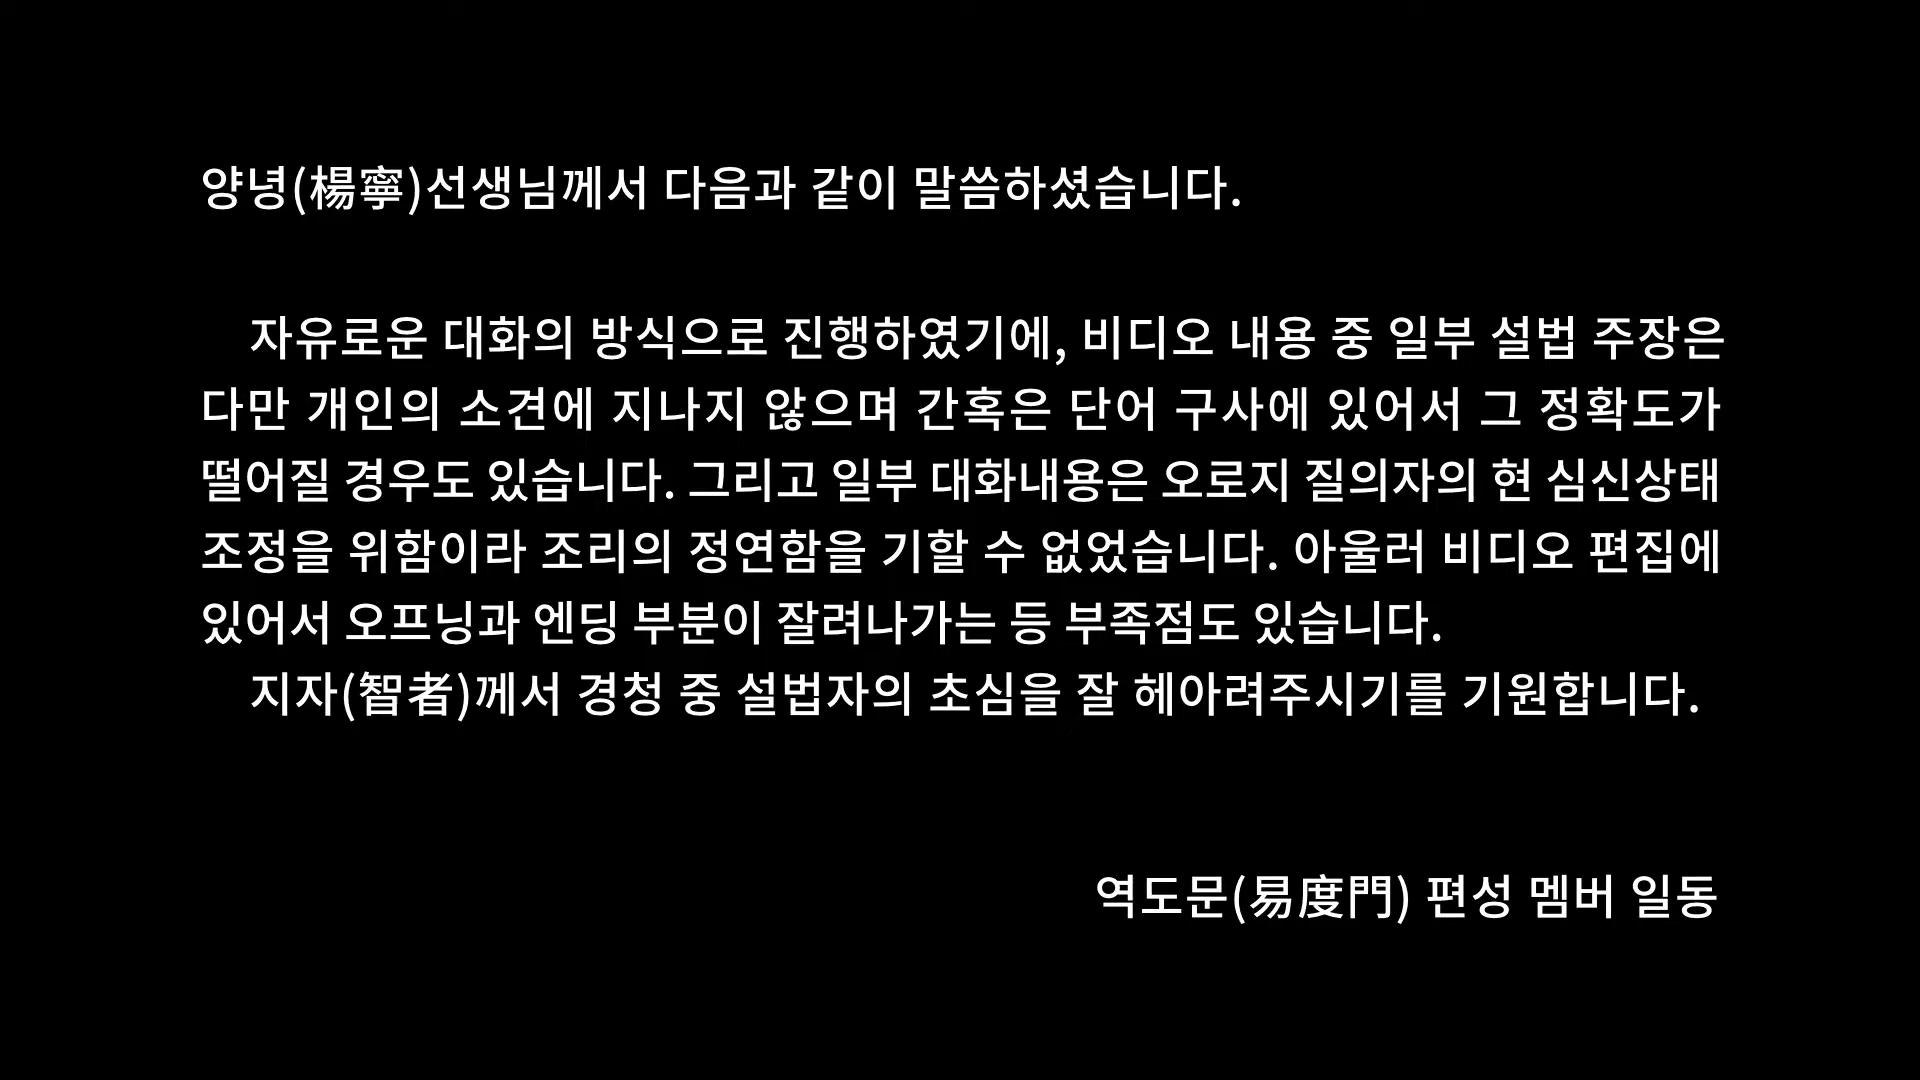 양녕(楊寧)선생님께서 다음과 같이 말씀하셨습니다.
자유로운 대화의 방식으로 진행하였기에, 비디오 내용 중 일부 설법 주장은
다만 개인의 소견에 지나지 않으며 간혹은 단어 구사에 있어서 그 정확도가
떨어질 경우도 있습니다. 그리고 일부 대화내용은 오로지 질의자의 현 심신상태
조정을 위함이라 조리의 정연함을 기할 수 없었습니다. 아울러 비디오 편집에
있어서 오프닝과 엔딩 부분이 잘려나가는 등 부족점도 있습니다.
지자(智者)께서 경청 중 설법자의 초심을 잘 헤아려주시기를 기원합니다.
역도문(易度門) 편성 멤버 일동